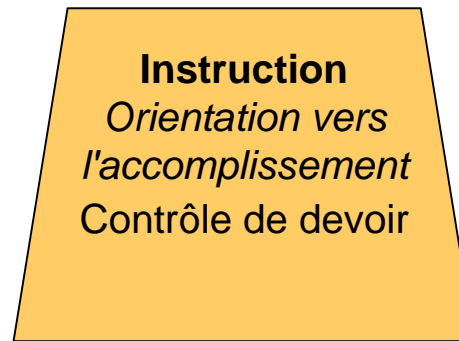 Instruction
Orientation vers
l'accomplissement
Contrôle de devoir